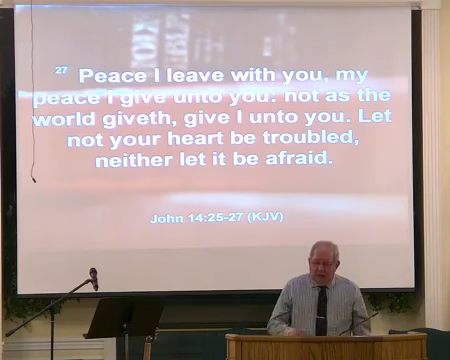 27 Peace I leave with you, my
peace I give unto you: not as the
world giveth, give I unto you. Let
not your heart be troubled,
neither let it be afraid.
John 14:25-27 (KJV)